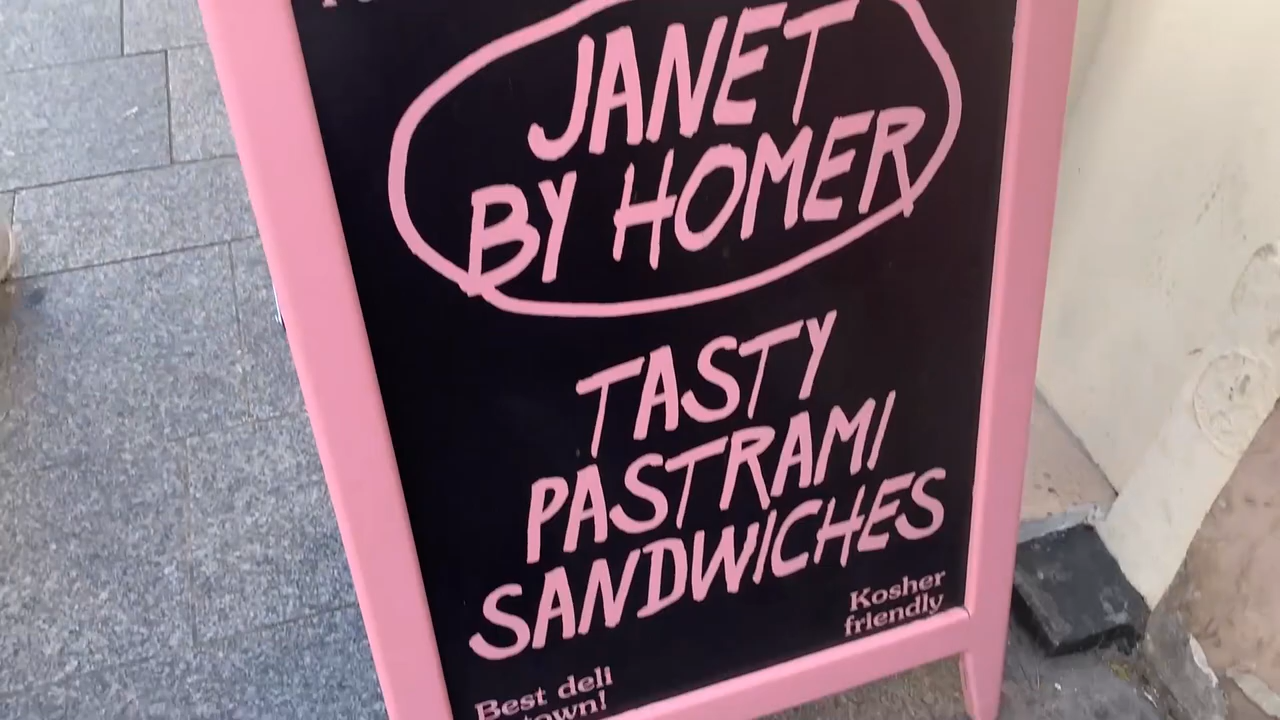 JANET
BY HOMER
TASTY
PASTRAMI
SANDWICHES
Kosher
friendly
Best deli
town!